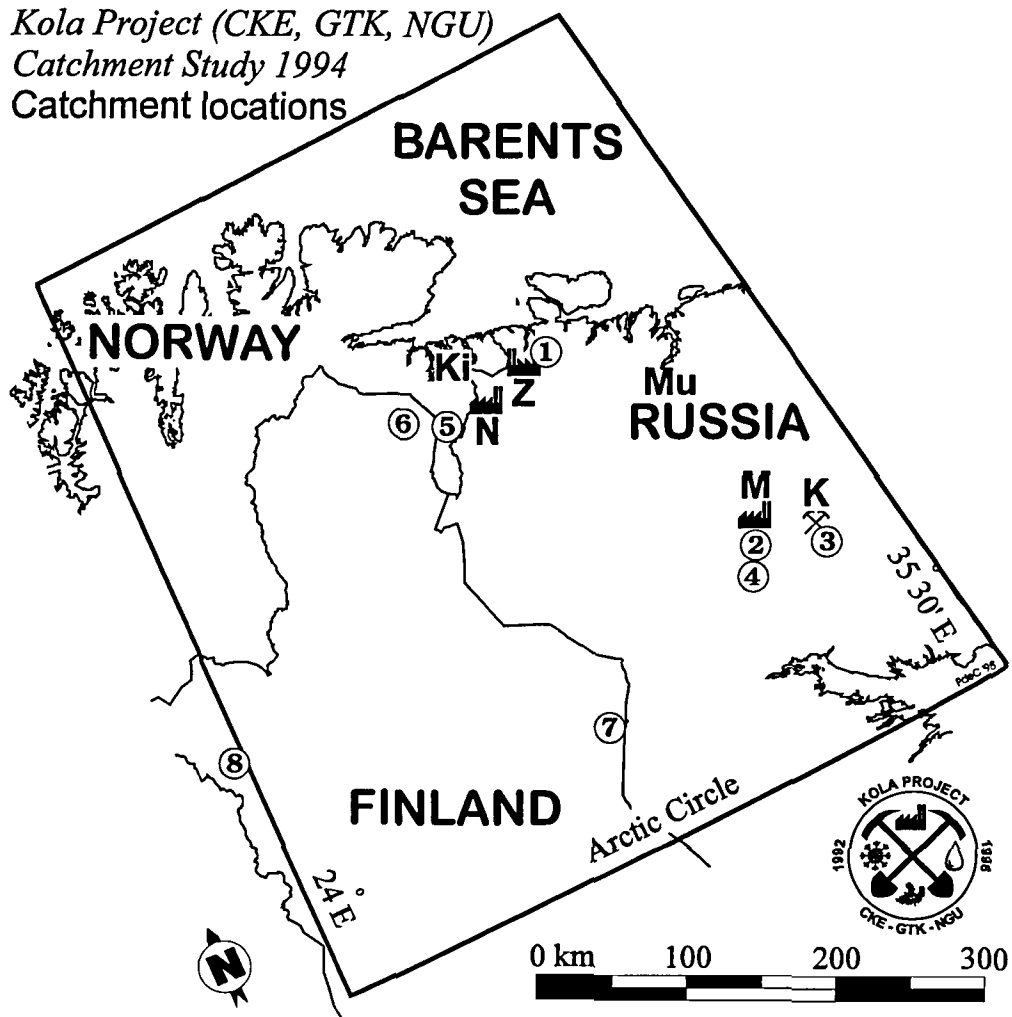 Kola Project (CKE, GTK, NGU)
Catchment Study 1994
Catchment locations
BARENTS
SEA
NORWAY
Ki
1
Z
Mu
RUSSIA
6
5
N
M
K
2
3
4
35°30'E
PdeC '95
7
8
FINLAND
Arctic Circle
24°E
KOLA PROJECT
1992
1996
CKE - GTK - NGU
N
0 km 100 200 300